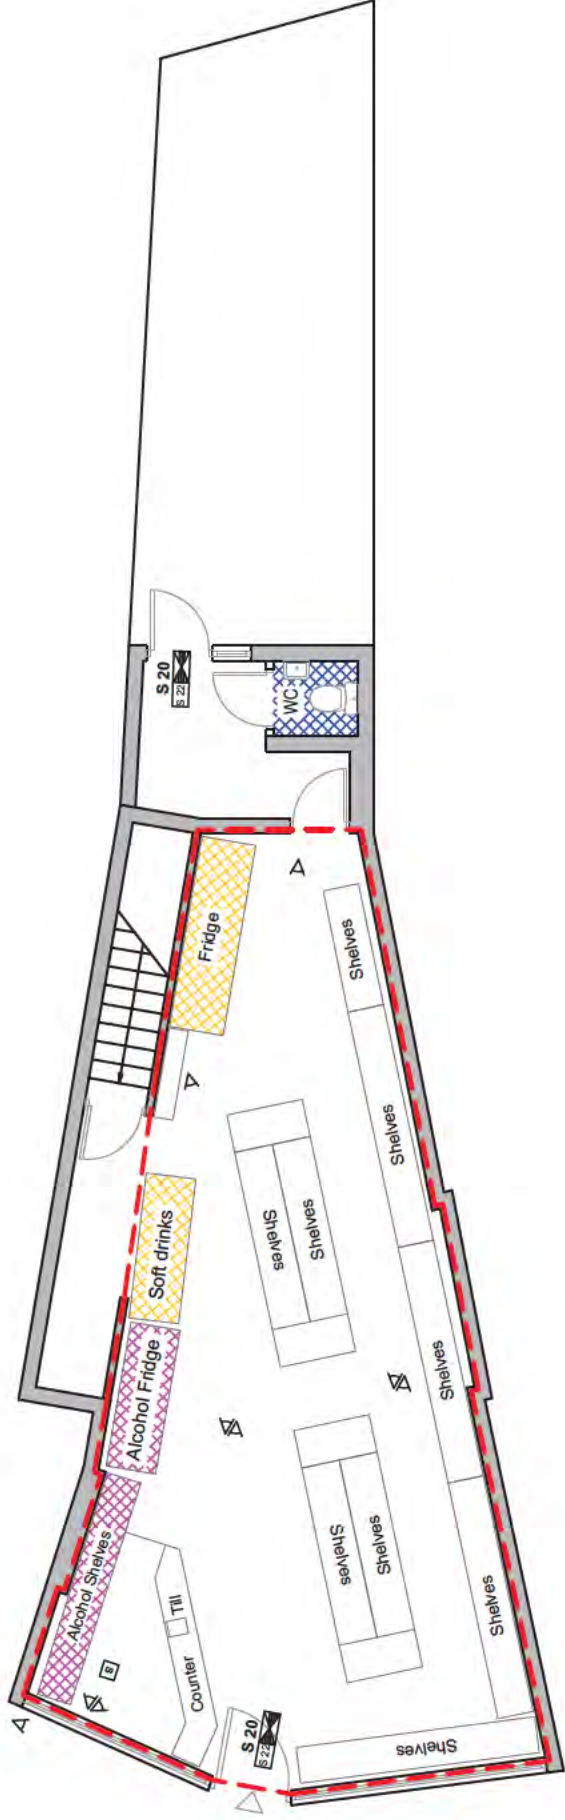 S 20
S 22
WC
Fridge
Shelves
Shelves
Soft drinks
Shelves
Shelves
Alcohol Fridge
Shelves
Alcohol Shelves
Shelves
Shelves
Till
Shelves
S
Counter
S 20
S 22
Shelves